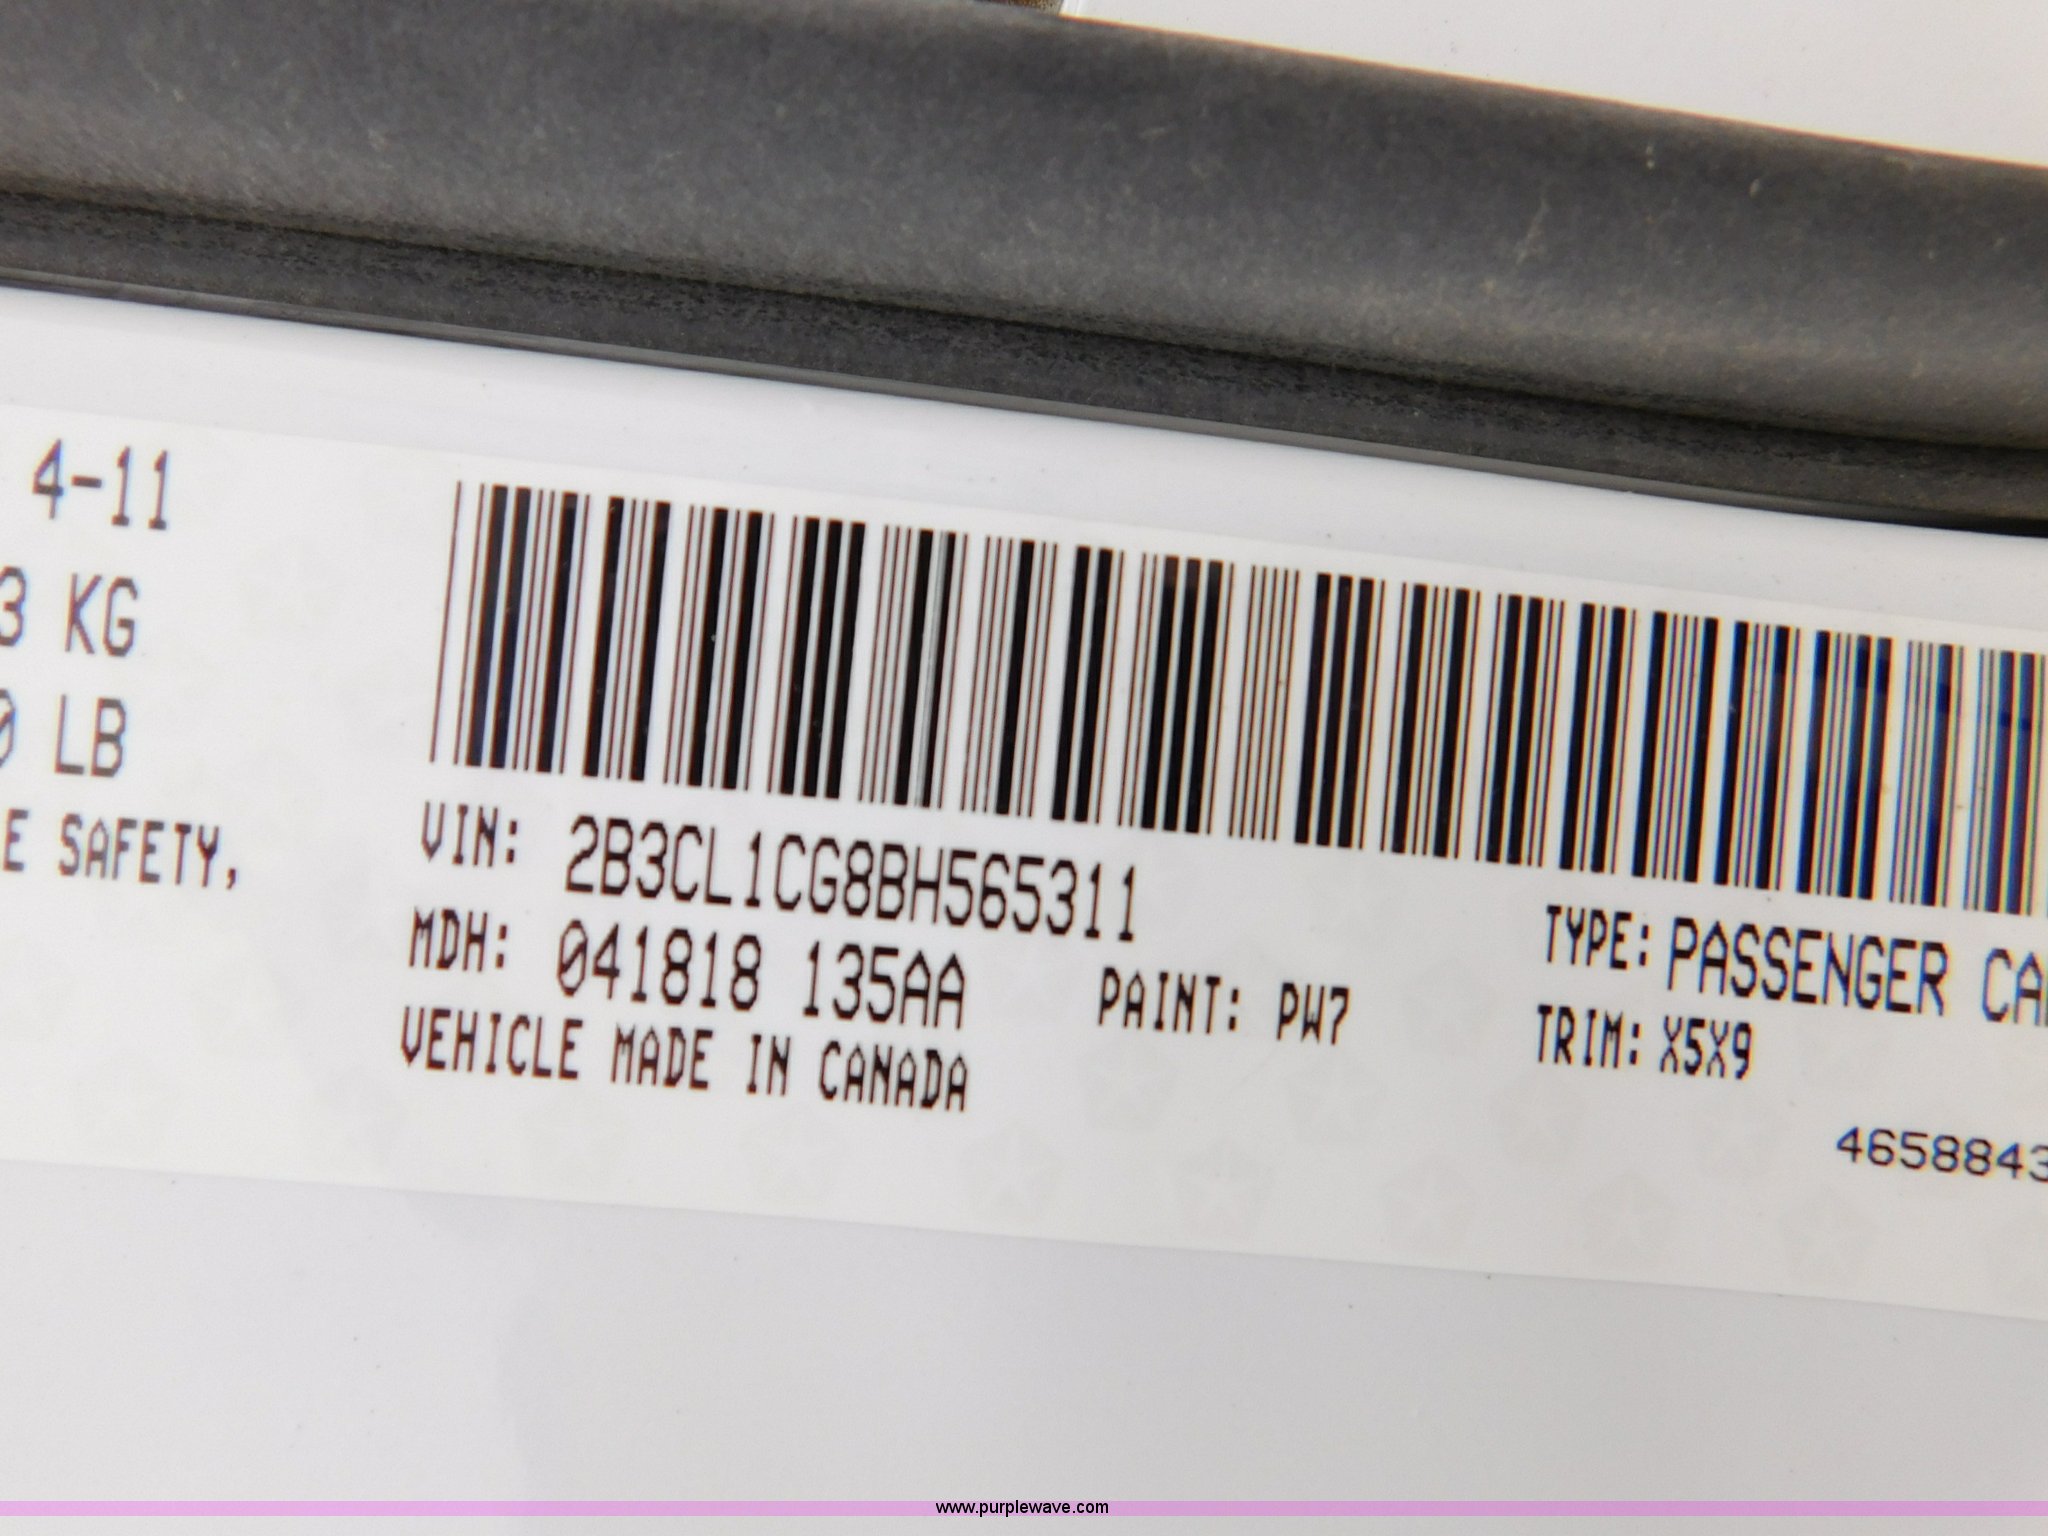 4-11
3 KG
0 LB
E SAFETY,
VIN: 2B3CL1CG8BH565311
MDH: 041818 135AA
PAINT: PW7
VEHICLE MADE IN CANADA
TYPE: PASSENGER CA
TRIM: X5X9
4658843
www.purplewave.com